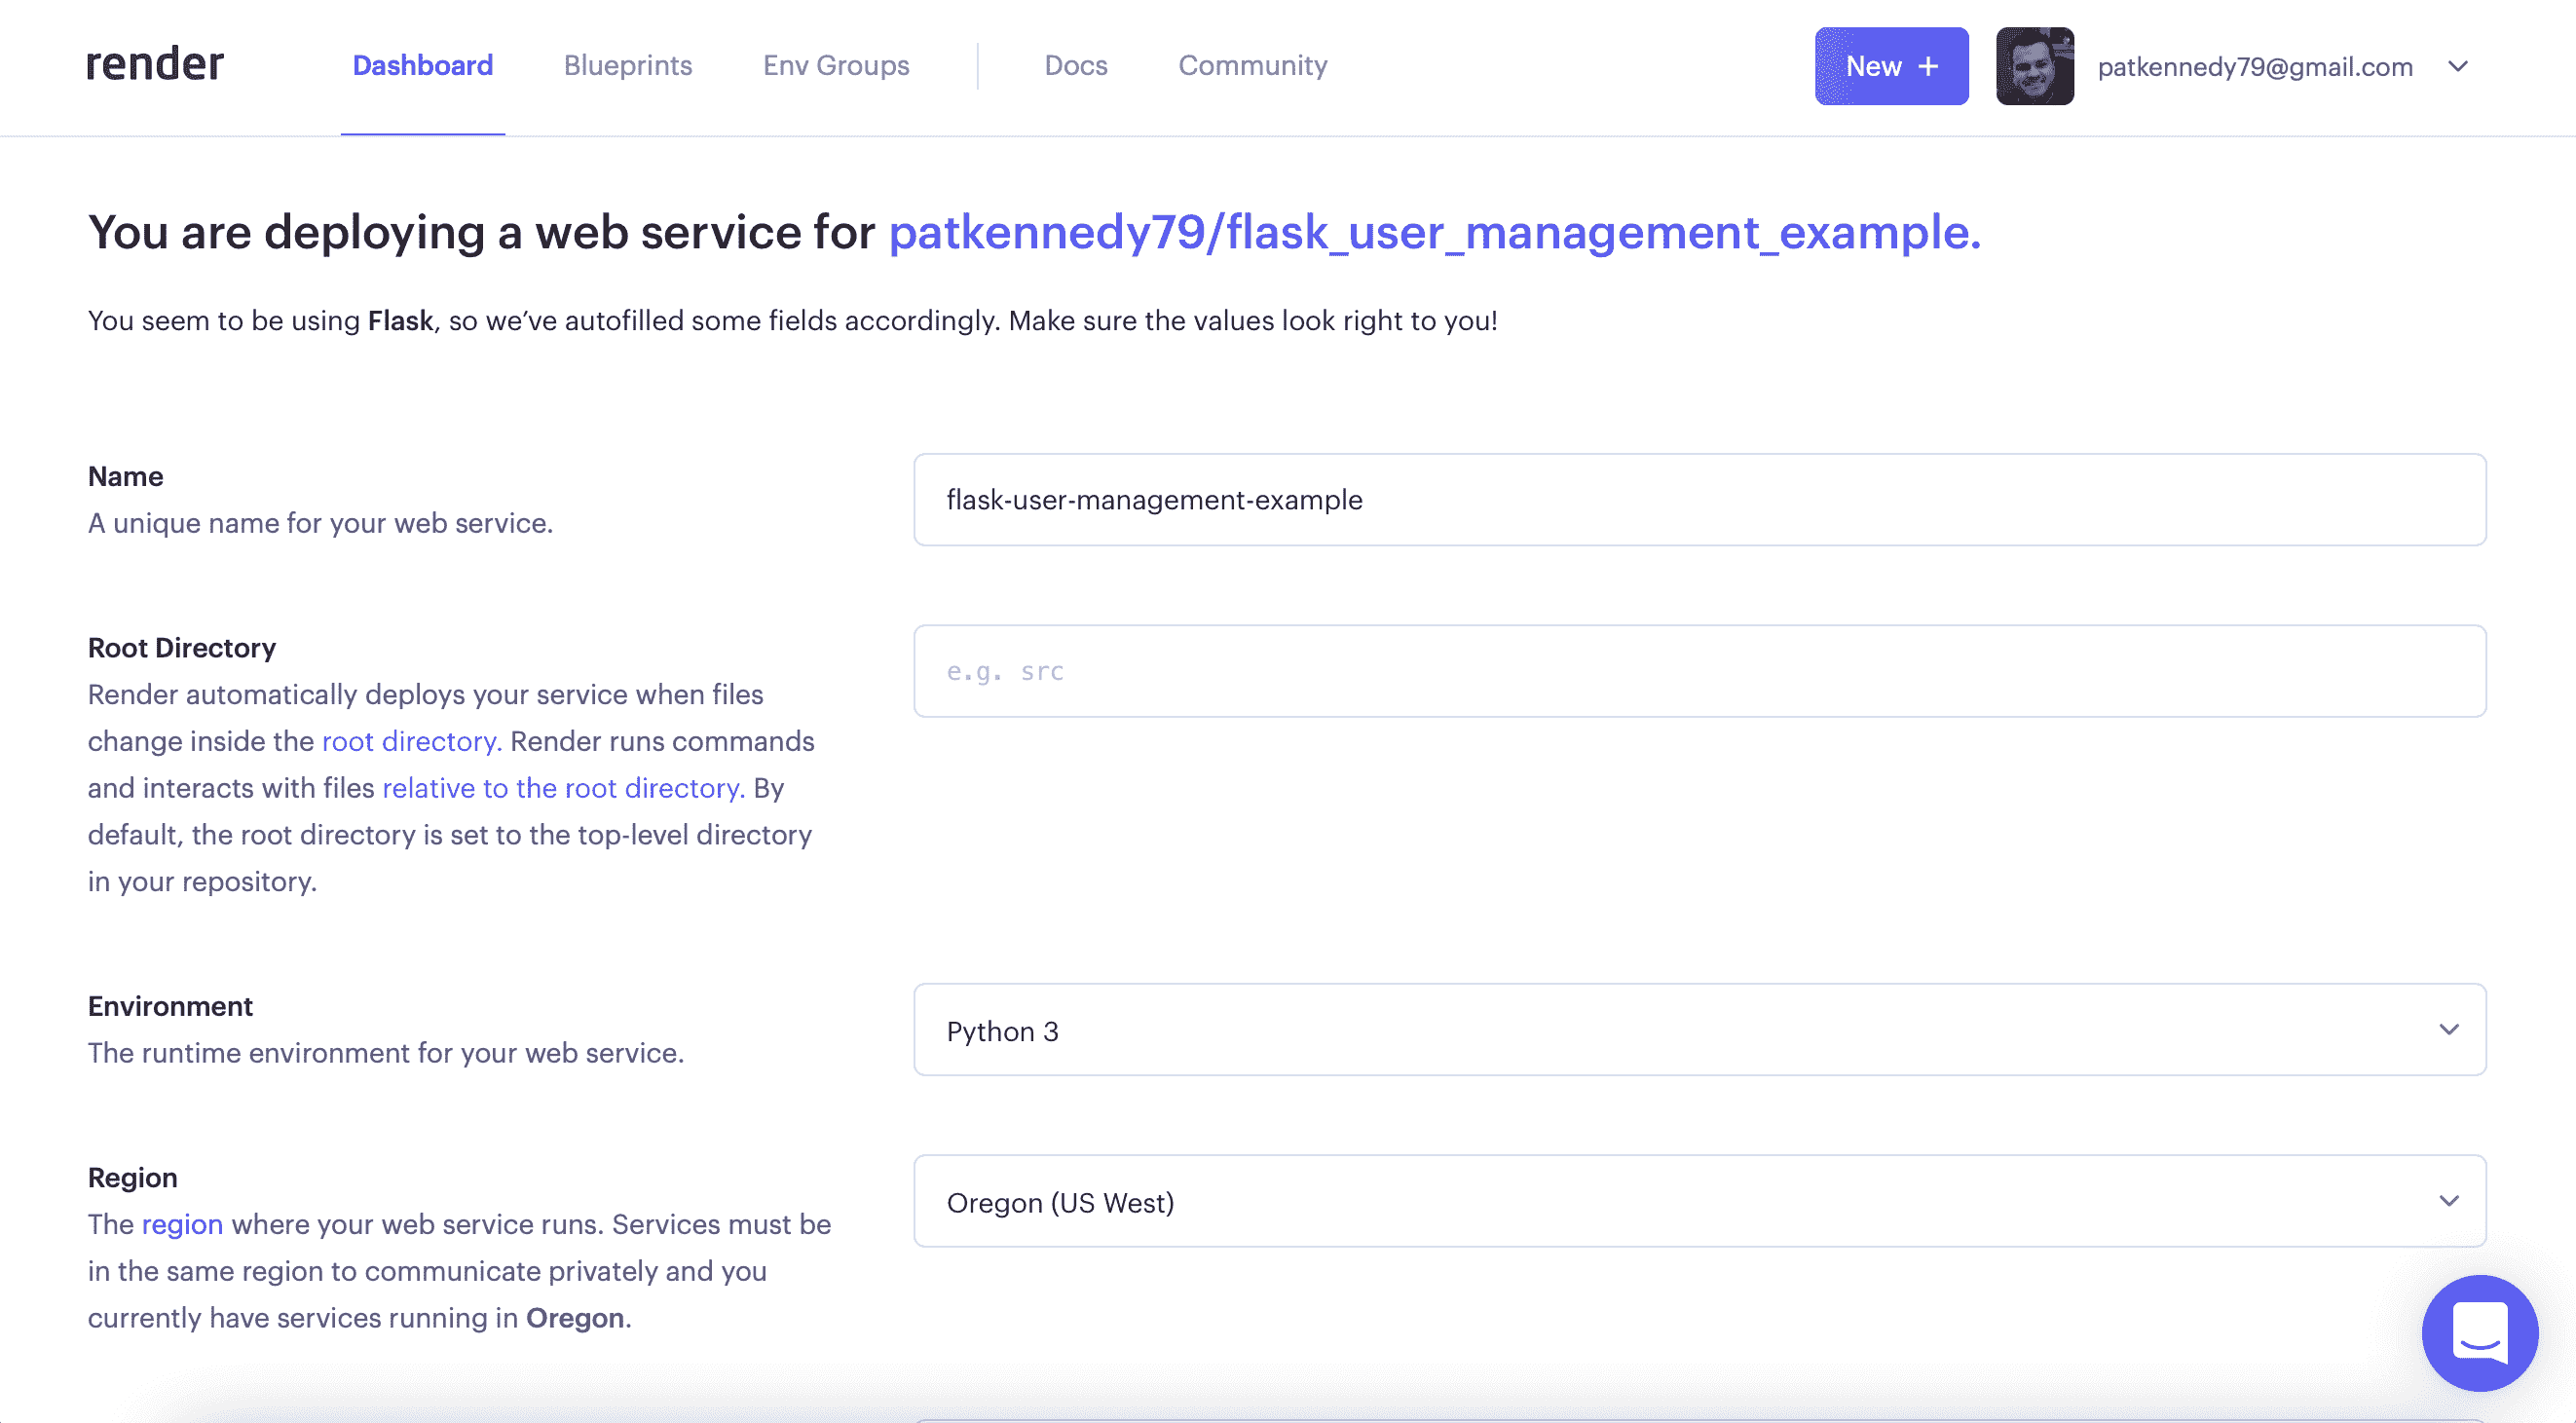 render
Dashboard
Blueprints
Env Groups
Docs
Community
New +
patkennedy79@gmail.com
You are deploying a web service for patkennedy79/flask_user_management_example.
You seem to be using Flask, so we’ve autofilled some fields accordingly. Make sure the values look right to you!
Name
A unique name for your web service.
flask-user-management-example
Root Directory
Render automatically deploys your service when files
change inside the root directory. Render runs commands
and interacts with files relative to the root directory. By
default, the root directory is set to the top-level directory
in your repository.
e.g. src
Environment
The runtime environment for your web service.
Python 3
Region
The region where your web service runs. Services must be
in the same region to communicate privately and you
currently have services running in Oregon.
Oregon (US West)